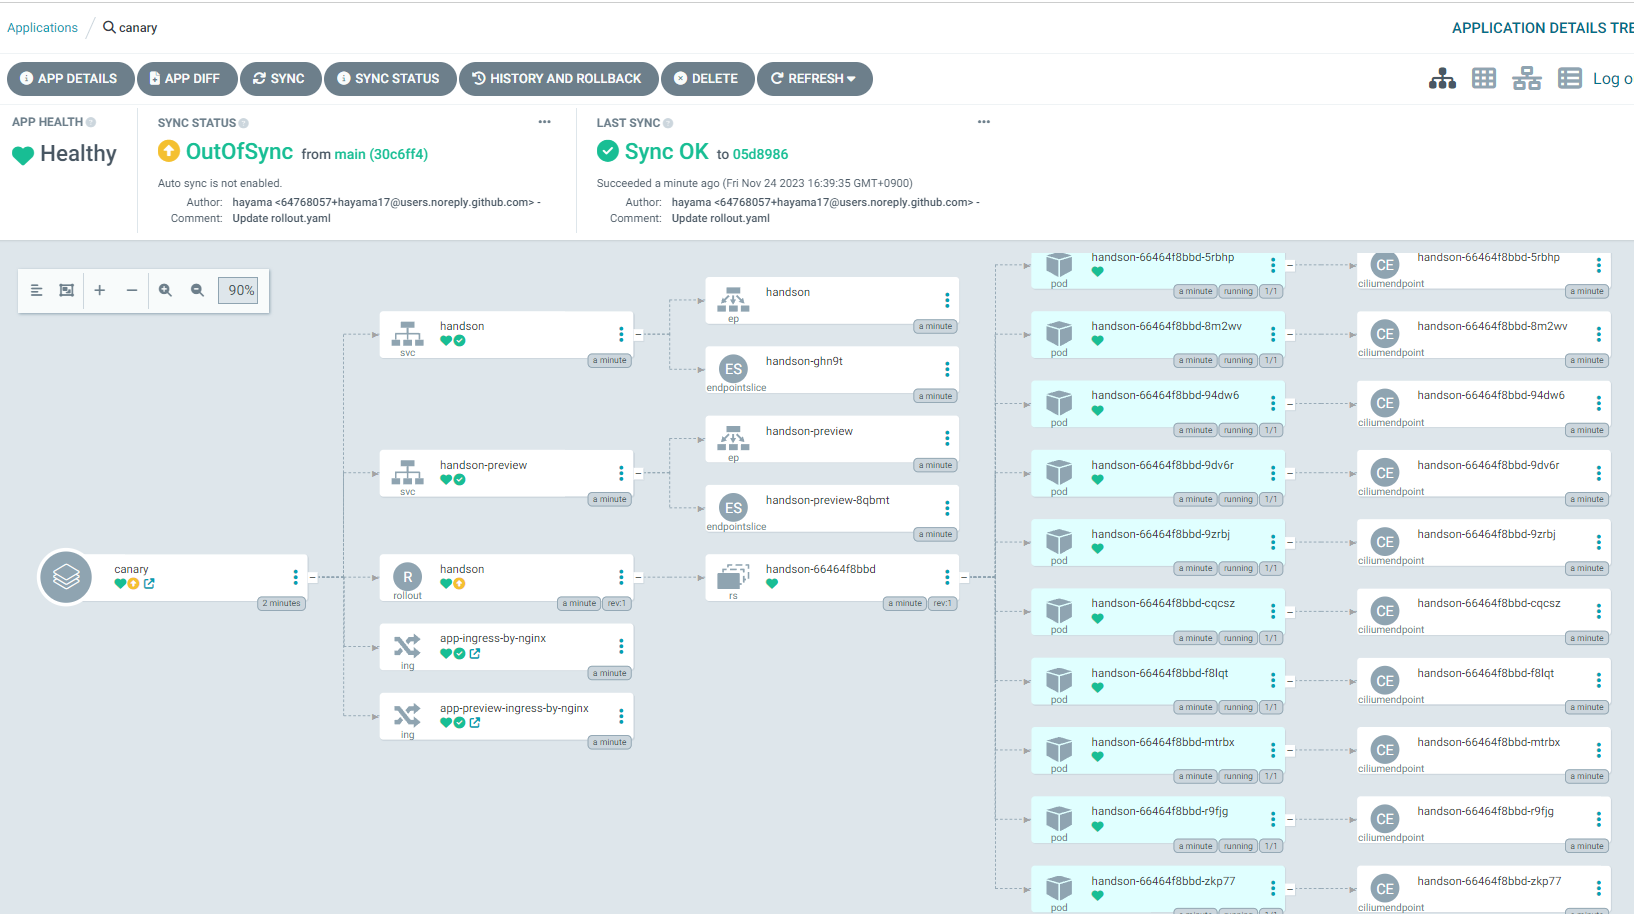 Applications
canary
APPLICATION DETAILS TRE
APP DETAILS
APP DIFF
SYNC
SYNC STATUS
HISTORY AND ROLLBACK
DELETE
REFRESH
Log o
APP HEALTH
Healthy
SYNC STATUS
OutOfSync from main (30c6ff4)
Auto sync is not enabled.
Author: hayama <64768057+hayama17@users.noreply.github.com> -
Comment: Update rollout.yaml
LAST SYNC
Sync OK to 05d8986
Succeeded a minute ago (Fri Nov 24 2023 16:39:35 GMT+0900)
Author: hayama <64768057+hayama17@users.noreply.github.com> -
Comment: Update rollout.yaml
90%
canary
2 minutes
handson
svc
a minute
handson-preview
svc
a minute
R
rollout
handson
a minute rev:1
app-ingress-by-nginx
ing
a minute
app-preview-ingress-by-nginx
ing
a minute
handson
ep
a minute
ES
handson-ghn9t
endpointslice
a minute
handson-preview
ep
a minute
ES
handson-preview-8qbmt
endpointslice
a minute
handson-66464f8bbd
rs
a minute rev:1
handson-66464f8bbd-5rbhp
pod
a minute running 1/1
handson-66464f8bbd-8m2wv
pod
a minute running 1/1
handson-66464f8bbd-94dw6
pod
a minute running 1/1
handson-66464f8bbd-9dv6r
pod
a minute running 1/1
handson-66464f8bbd-9zrbj
pod
a minute running 1/1
handson-66464f8bbd-cqcsz
pod
a minute running 1/1
handson-66464f8bbd-f8lqt
pod
a minute running 1/1
handson-66464f8bbd-mtrbx
pod
a minute running 1/1
handson-66464f8bbd-r9fjg
pod
a minute running 1/1
handson-66464f8bbd-zkp77
pod
CE
handson-66464f8bbd-5rbhp
ciliumendpoint
a minute
CE
handson-66464f8bbd-8m2wv
ciliumendpoint
a minute
CE
handson-66464f8bbd-94dw6
ciliumendpoint
a minute
CE
handson-66464f8bbd-9dv6r
ciliumendpoint
a minute
CE
handson-66464f8bbd-9zrbj
ciliumendpoint
a minute
CE
handson-66464f8bbd-cqcsz
ciliumendpoint
a minute
CE
handson-66464f8bbd-f8lqt
ciliumendpoint
a minute
CE
handson-66464f8bbd-mtrbx
ciliumendpoint
a minute
CE
handson-66464f8bbd-r9fjg
ciliumendpoint
a minute
CE
handson-66464f8bbd-zkp77
ciliumendpoint